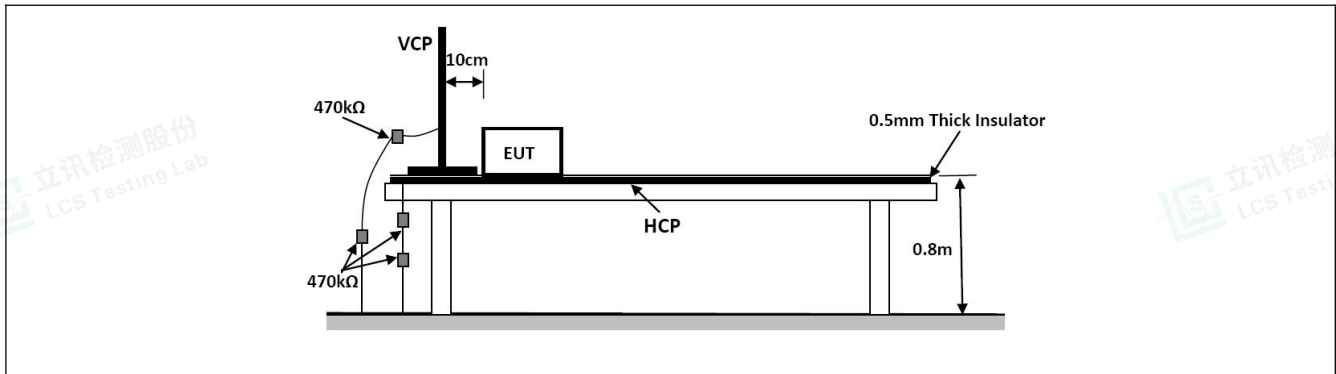 VCP
10cm
470kΩ
0.5mm Thick Insulator
EUT
HCP
0.8m
470kΩ
立讯检测股份
LCS Testing Lab
立讯检测
LCS Testi